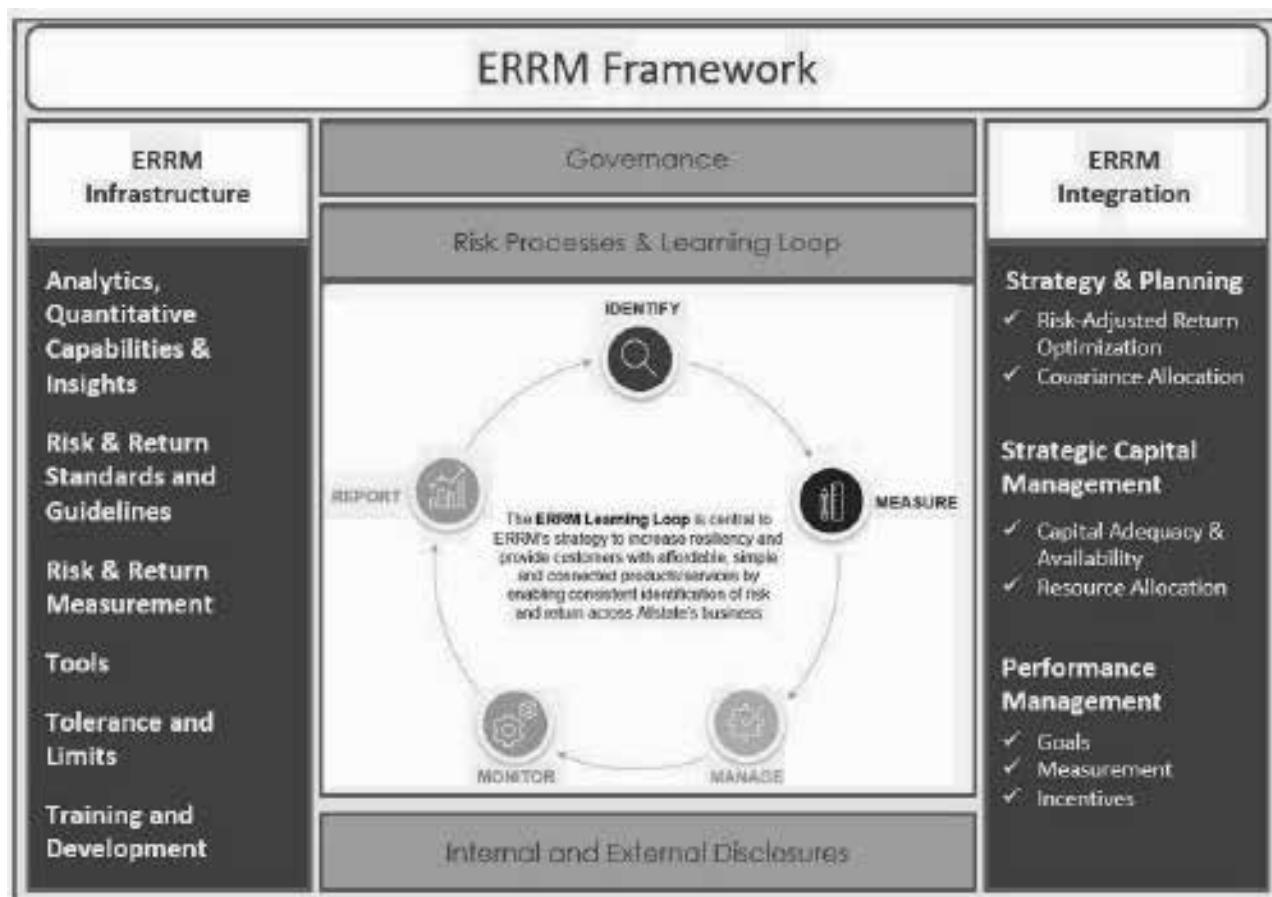 ERRM Framework
ERRM
Infrastructure
Analytics,
Quantitative
Capabilities &
Insights
Risk & Return
Standards and
Guidelines
Risk & Return
Measurement
Tools
Tolerance and
Limits
Training and
Development
Governance
Risk Processes & Learning Loop
IDENTIFY
MEASURE
MANAGE
MONITOR
REPORT
The ERRM Learning Loop is central to
ERRM's strategy to increase resiliency and
provide customers with affordable, simple
and connected products/services by
enabling consistent identification of risk
and return across Allstate's business
Internal and External Disclosures
ERRM
Integration
Strategy & Planning
✓ Risk-Adjusted Return
Optimization
✓ Covariance Allocation
Strategic Capital
Management
✓ Capital Adequacy &
Availability
✓ Resource Allocation
Performance
Management
✓ Goals
✓ Measurement
✓ Incentives